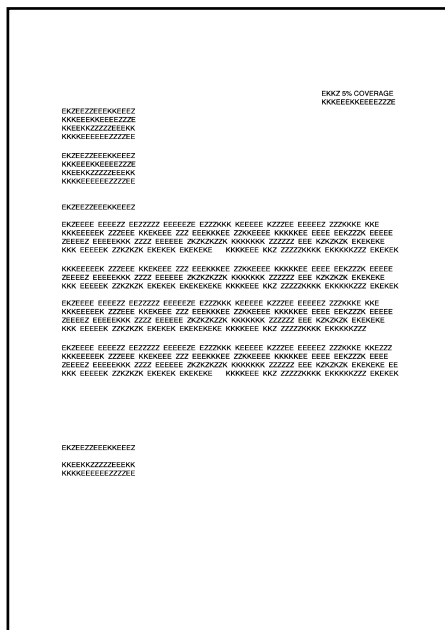 EKKZ 5% COVERAGE
KKKEEEKKEEEEZZZE
EKZEEZZEEEKKEEEZ
KKKEEEKKEEEEZZZE
KKEEKKZZZZZEEEKK
KKKKEEEEEEZZZZEE
EKZEEZZEEEKKEEEZ
KKKEEEKKEEEEZZZE
KKEEKKZZZZZEEEKK
KKKKEEEEEEZZZZEE
EKZEEZZEEEKKEEEZ
EKZEEEE EEEEZZ EEZZZZZ EEEEEZE EZZZKKK KEEEEE KZZZEE EEEEEZ ZZZKKKE KKE
KKKEEEEEK ZZZEEE KKEKEEE ZZZ EEEKKKEE ZZKKEEEE KKKKKEE EEEE EEKZZZK EEEEE
ZEEEEZ EEEEEKKK ZZZZ EEEEEE ZKZKZKZZK KKKKKKK ZZZZZZ EEE KZKZKZK EKEKEKE
KKK EEEEEK ZZKZKZK EKEKEK EKEKEKE KKKKEEE KKZ ZZZZZKKKK EKKKKKZZZ EKEKEK
KKKEEEEEK ZZZEEE KKEKEEE ZZZ EEEKKKEE ZZKKEEEE KKKKKEE EEEE EEKZZZK EEEEE
ZEEEEZ EEEEEKKK ZZZZ EEEEEE ZKZKZKZZK KKKKKKK ZZZZZZ EEE KZKZKZK EKEKEKE
KKK EEEEEK ZZKZKZK EKEKEK EKEKEKEKE KKKKEEE KKZ ZZZZZKKKK EKKKKKZZZ EKEKEK
EKZEEEE EEEEZZ EEZZZZZ EEEEEZE EZZZKKK KEEEEE KZZZEE EEEEEZ ZZZKKKE KKE
KKKEEEEEK ZZZEEE KKEKEEE ZZZ EEEKKKEE ZZKKEEEE KKKKKEE EEEE EEKZZZK EEEEE
ZEEEEZ EEEEEKKK ZZZZ EEEEEE ZKZKZKZZK KKKKKKK ZZZZZZ EEE KZKZKZK EKEKEKE
KKK EEEEEK ZZKZKZK EKEKEK EKEKEKEKE KKKKEEE KKZ ZZZZZKKKK EKKKKKZZZ
EKZEEEE EEEEZZ EEZZZZZ EEEEEZE EZZZKKK KEEEEE KZZZEE EEEEEZ ZZZKKKE KKEZZZ
KKKEEEEEK ZZZEEE KKEKEEE ZZZ EEEKKKEE ZZKKEEEE KKKKKEE EEEE EEKZZZK EEEE
ZEEEEZ EEEEEKKK ZZZZ EEEEEE ZKZKZKZZK KKKKKKK ZZZZZZ EEE KZKZKZK EKEKEKE EE
KKK EEEEEK ZZKZKZK EKEKEK EKEKEKE KKKKEEE KKZ ZZZZZKKKK EKKKKKZZZ EKEKEK
EKZEEZZEEEKKEEEZ
KKEEKKZZZZZEEEKK
KKKKEEEEEEZZZZEE